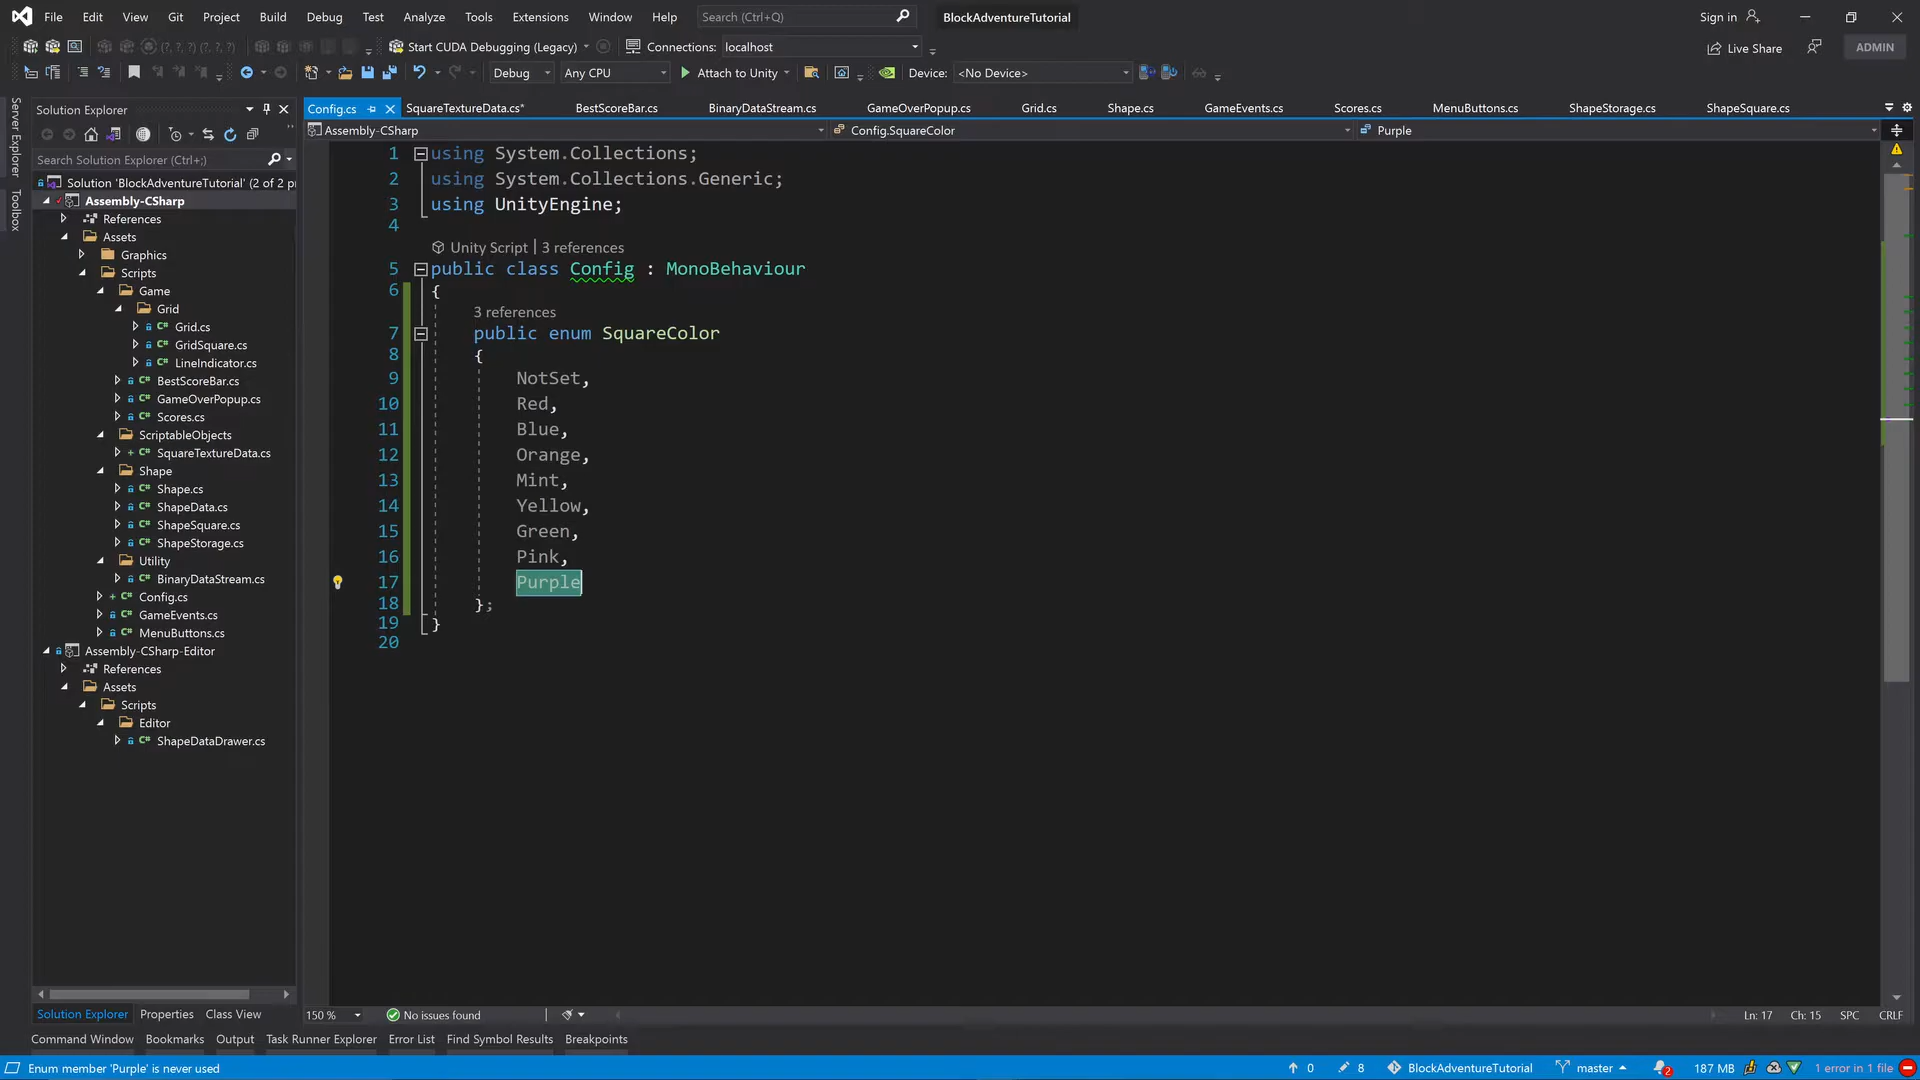 File Edit View Git Project Build Debug Test Analyze Tools Extensions Window Help Search (Ctrl+Q) BlockAdventureTutorial Sign in
(?, ?, ?) (?, ?, ?) Start CUDA Debugging (Legacy) Connections: localhost Live Share ADMIN
Debug Any CPU Attach to Unity Device: <No Device>
Server Explorer
Toolbox
Solution Explorer
Search Solution Explorer (Ctrl+;)
Solution 'BlockAdventureTutorial' (2 of 2 pr
Assembly-CSharp
References
Assets
Graphics
Scripts
Game
Grid
Grid.cs
GridSquare.cs
LineIndicator.cs
BestScoreBar.cs
GameOverPopup.cs
Scores.cs
ScriptableObjects
SquareTextureData.cs
Shape
Shape.cs
ShapeData.cs
ShapeSquare.cs
ShapeStorage.cs
Utility
BinaryDataStream.cs
Config.cs
GameEvents.cs
MenuButtons.cs
Assembly-CSharp-Editor
References
Assets
Scripts
Editor
ShapeDataDrawer.cs
Solution Explorer Properties Class View
Config.cs SquareTextureData.cs* BestScoreBar.cs BinaryDataStream.cs GameOverPopup.cs Grid.cs Shape.cs GameEvents.cs Scores.cs MenuButtons.cs ShapeStorage.cs ShapeSquare.cs
Assembly-CSharp Config.SquareColor Purple
1 using System.Collections;
2 using System.Collections.Generic;
3 using UnityEngine;
4
Unity Script | 3 references
5 public class Config : MonoBehaviour
6 {
3 references
7 public enum SquareColor
8 {
9 NotSet,
10 Red,
11 Blue,
12 Orange,
13 Mint,
14 Yellow,
15 Green,
16 Pink,
17 Purple
18 };
19 }
20
150 % No issues found Ln: 17 Ch: 15 SPC CRLF
Command Window Bookmarks Output Task Runner Explorer Error List Find Symbol Results Breakpoints
Enum member 'Purple' is never used 0 8 BlockAdventureTutorial master 2 187 MB 1 error in 1 file